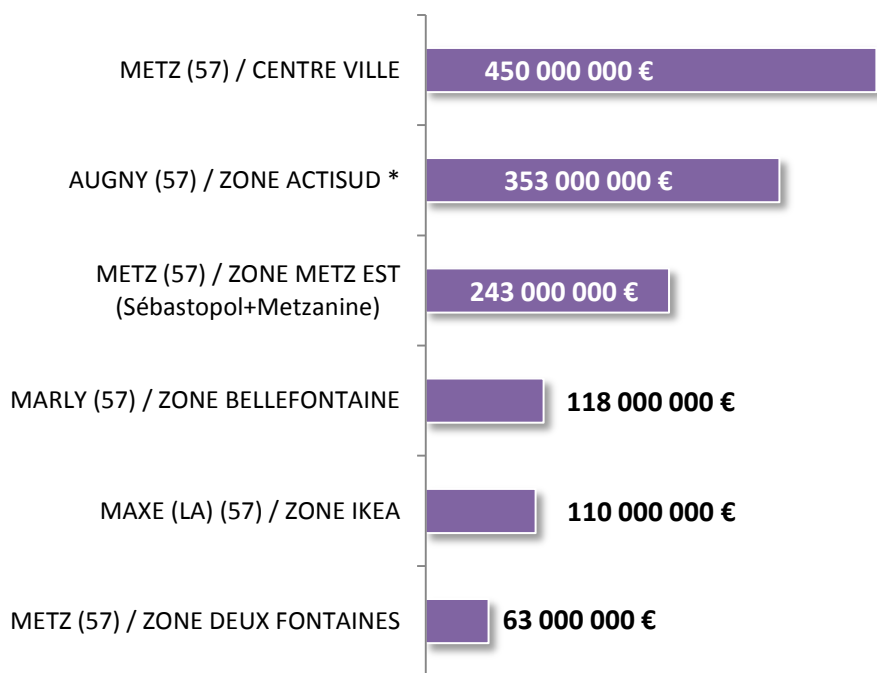 METZ (57) / CENTRE VILLE
450 000 000 €
AUGNY (57) / ZONE ACTISUD *
353 000 000 €
METZ (57) / ZONE METZ EST
(Sébastopol+Metzanine)
243 000 000 €
MARLY (57) / ZONE BELLEFONTAINE
118 000 000 €
MAXE (LA) (57) / ZONE IKEA
110 000 000 €
METZ (57) / ZONE DEUX FONTAINES
63 000 000 €